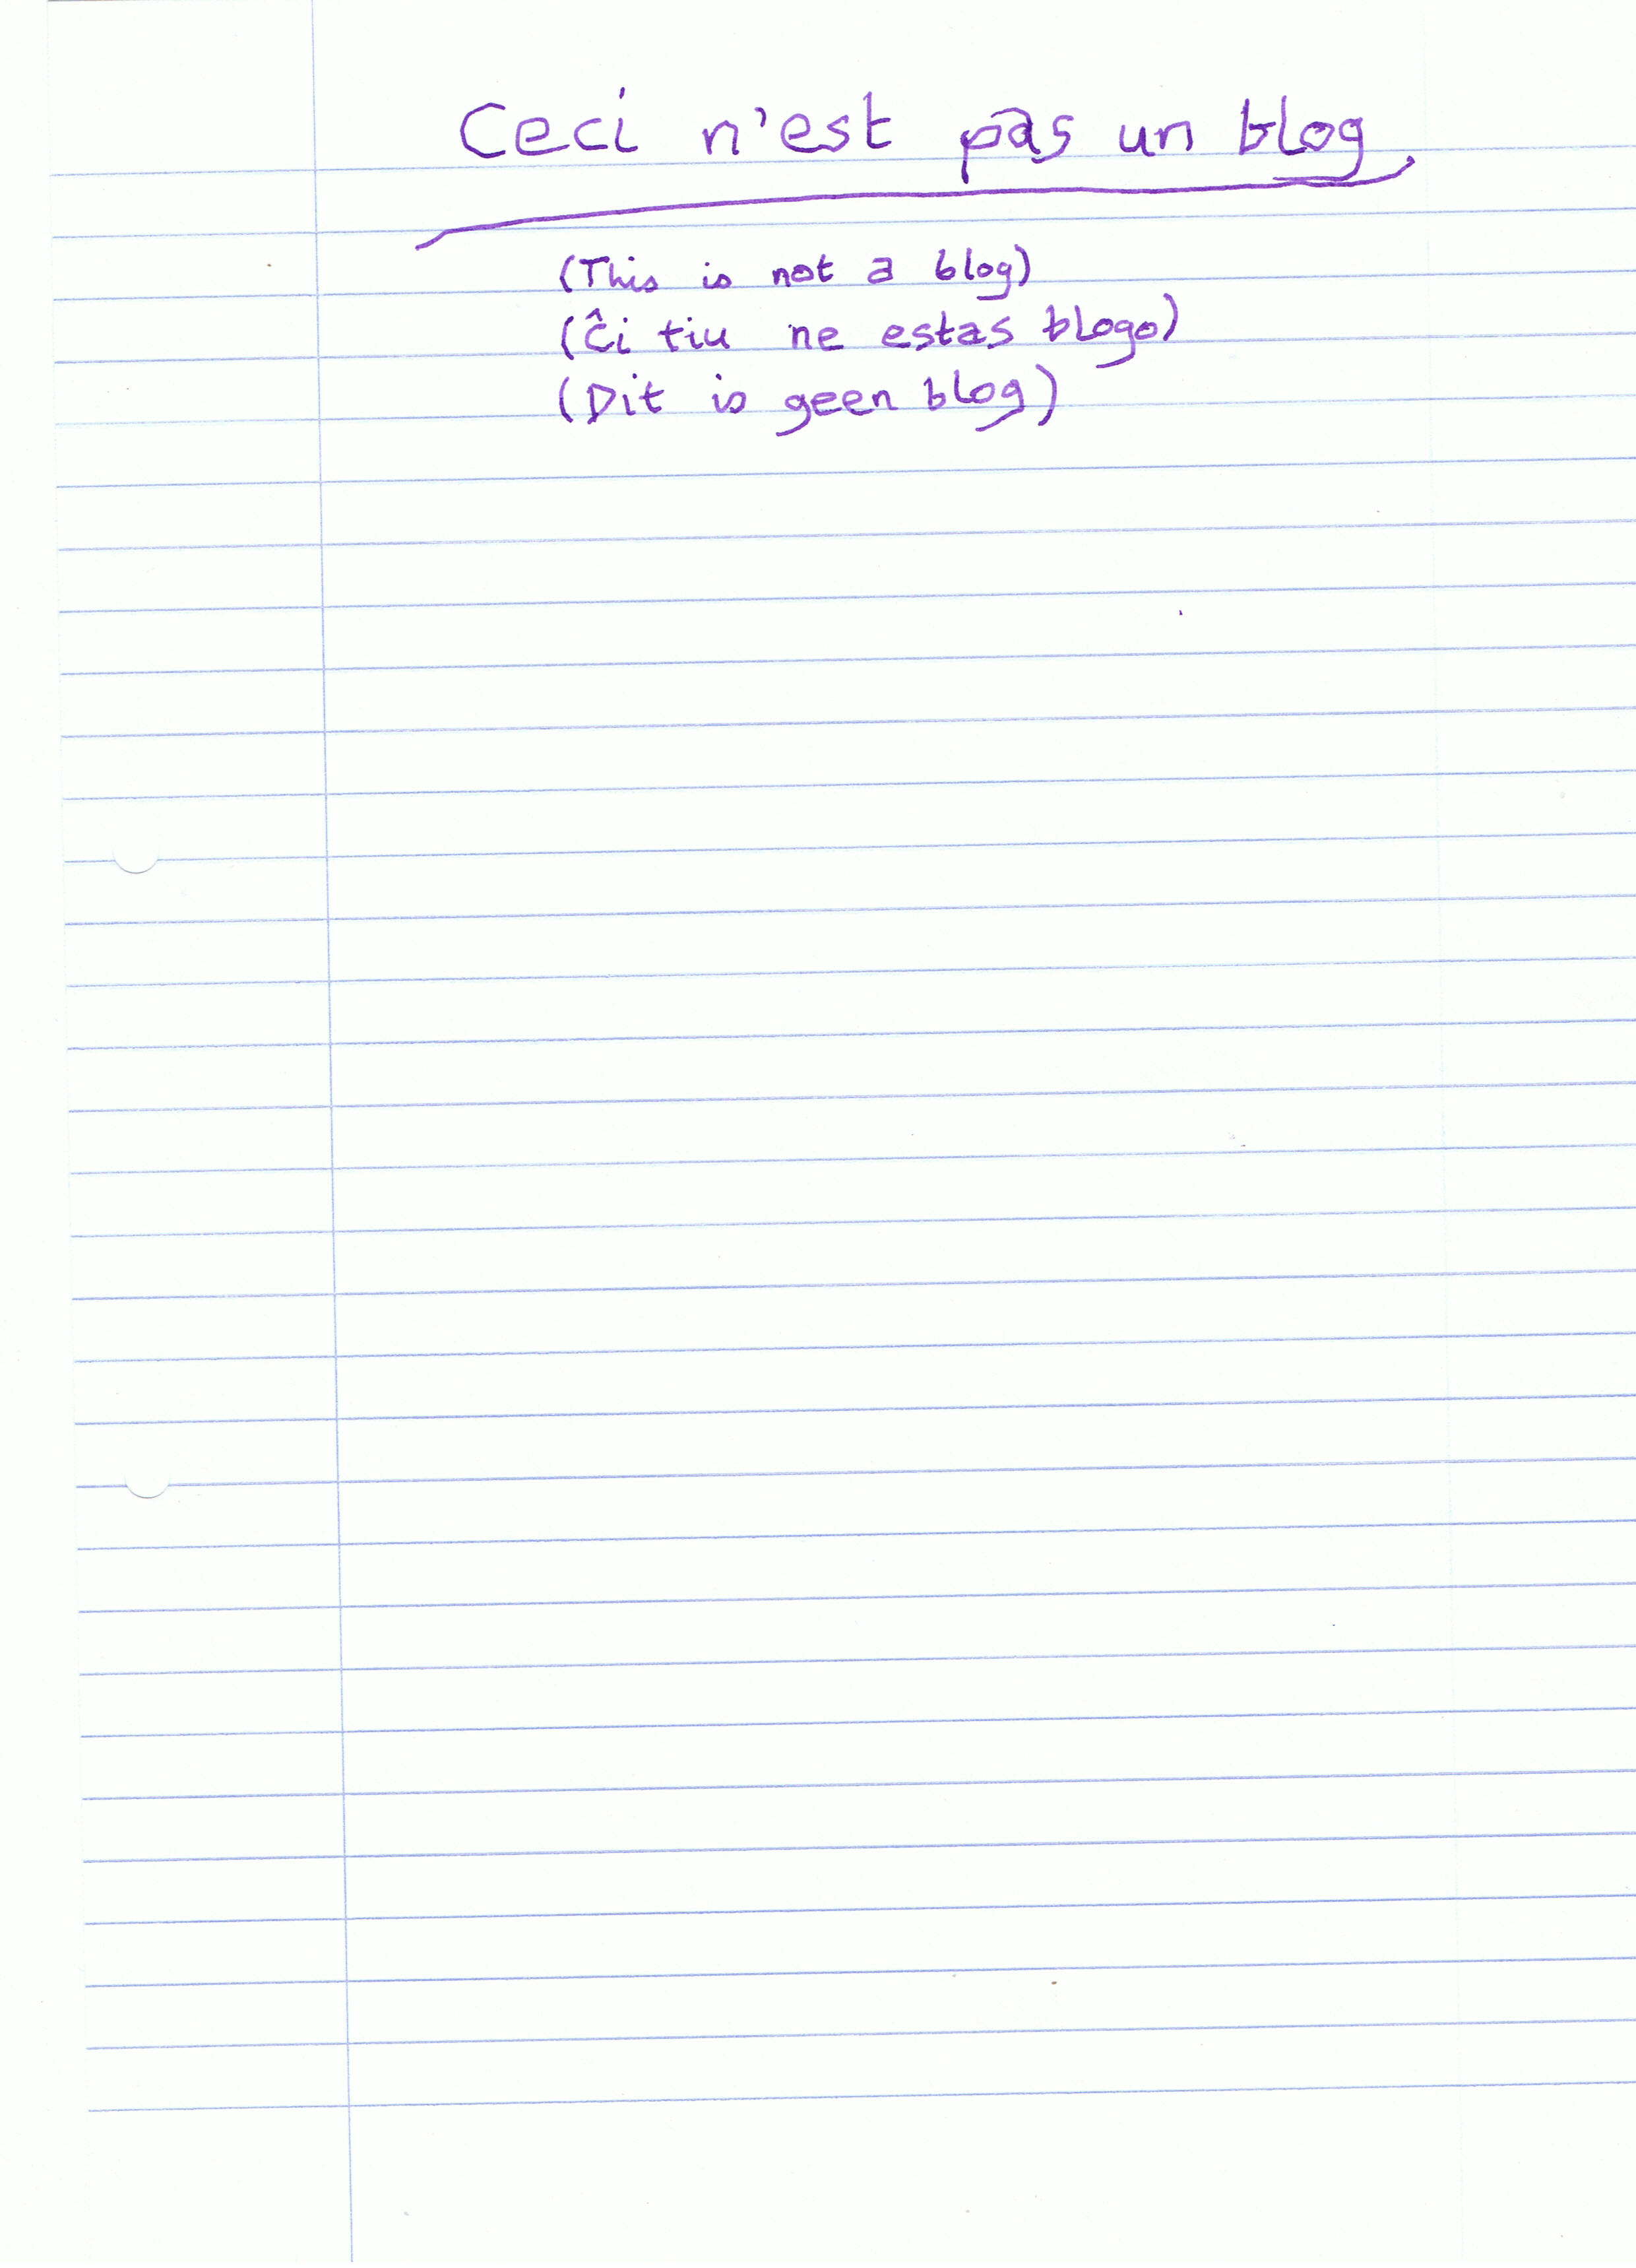 Ceci n'est pas un blog
(This is not a blog)
(Ĉi tiu ne estas blogo)
(Dit is geen blog)